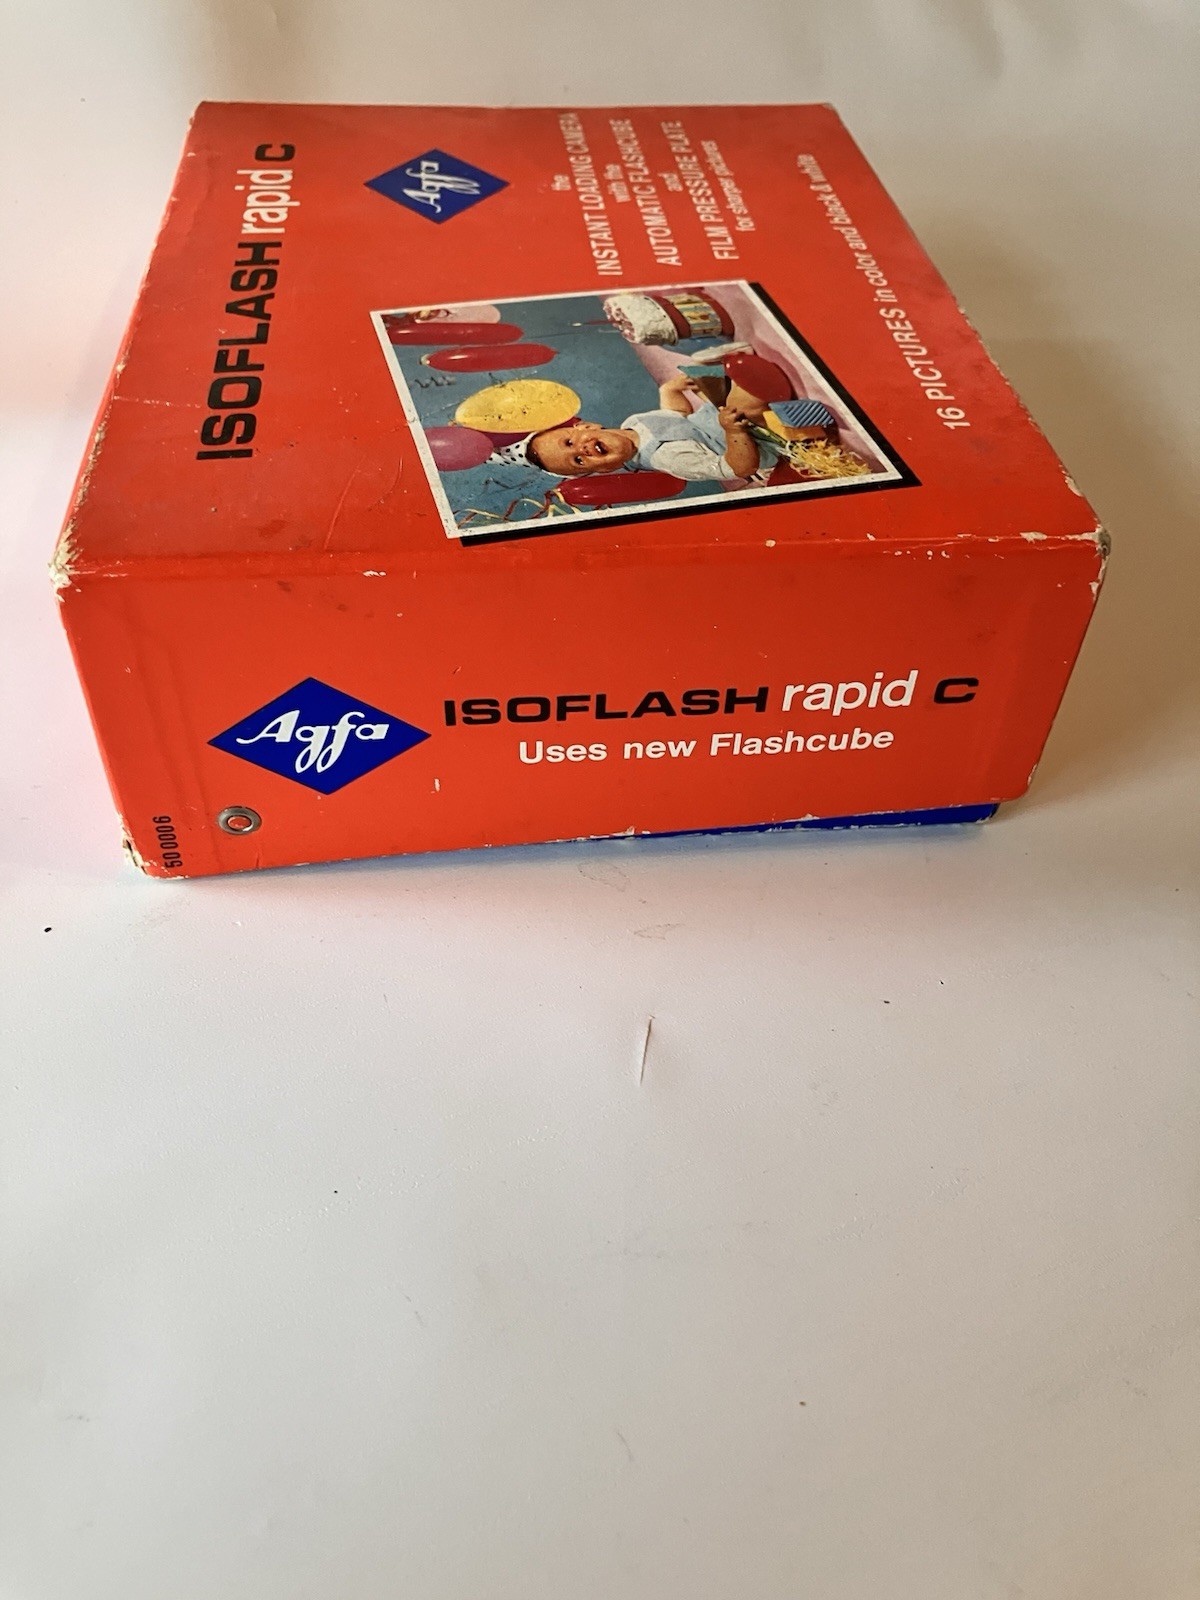 ISOFLASH rapid C
Agfa
the
INSTANT LOADING CAMERA
with the
AUTOMATIC FLASHCUBE
and
FILM PRESSURE PLATE
for sharper pictures
16 PICTURES in color and black & white
Agfa
ISOFLASH rapid C
Uses new Flashcube
500006